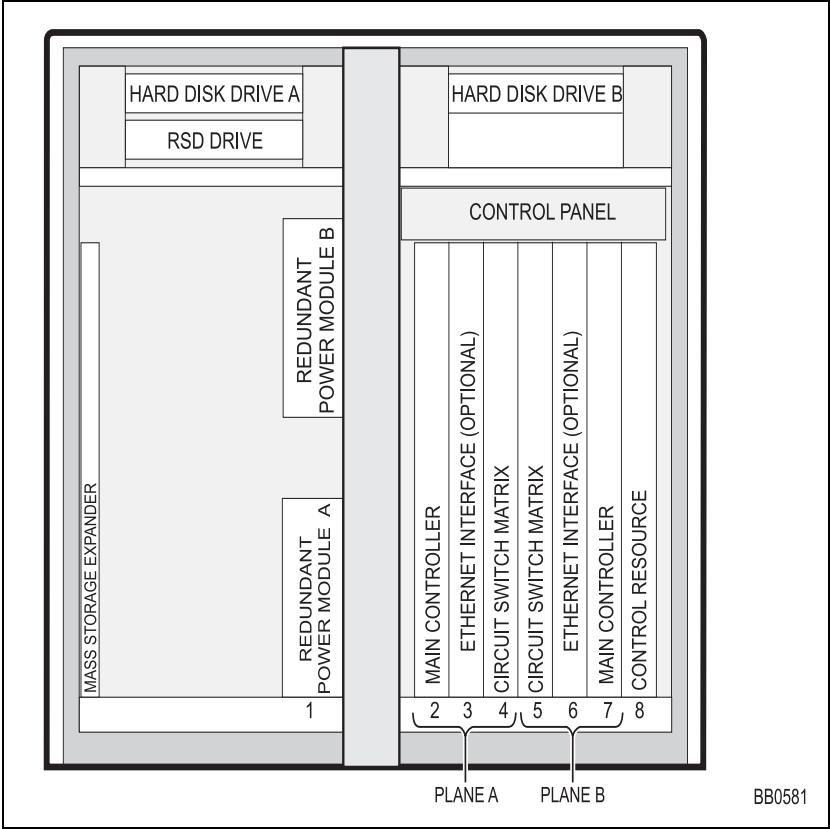 HARD DISK DRIVE A
HARD DISK DRIVE B
RSD DRIVE
CONTROL PANEL
REDUNDANT
POWER MODULE B
MASS STORAGE EXPANDER
REDUNDANT
POWER MODULE A
MAIN CONTROLLER
ETHERNET INTERFACE (OPTIONAL)
CIRCUIT SWITCH MATRIX
CIRCUIT SWITCH MATRIX
ETHERNET INTERFACE (OPTIONAL)
MAIN CONTROLLER
CONTROL RESOURCE
1 2 3 4 5 6 7 8
PLANE A PLANE B
BB0581